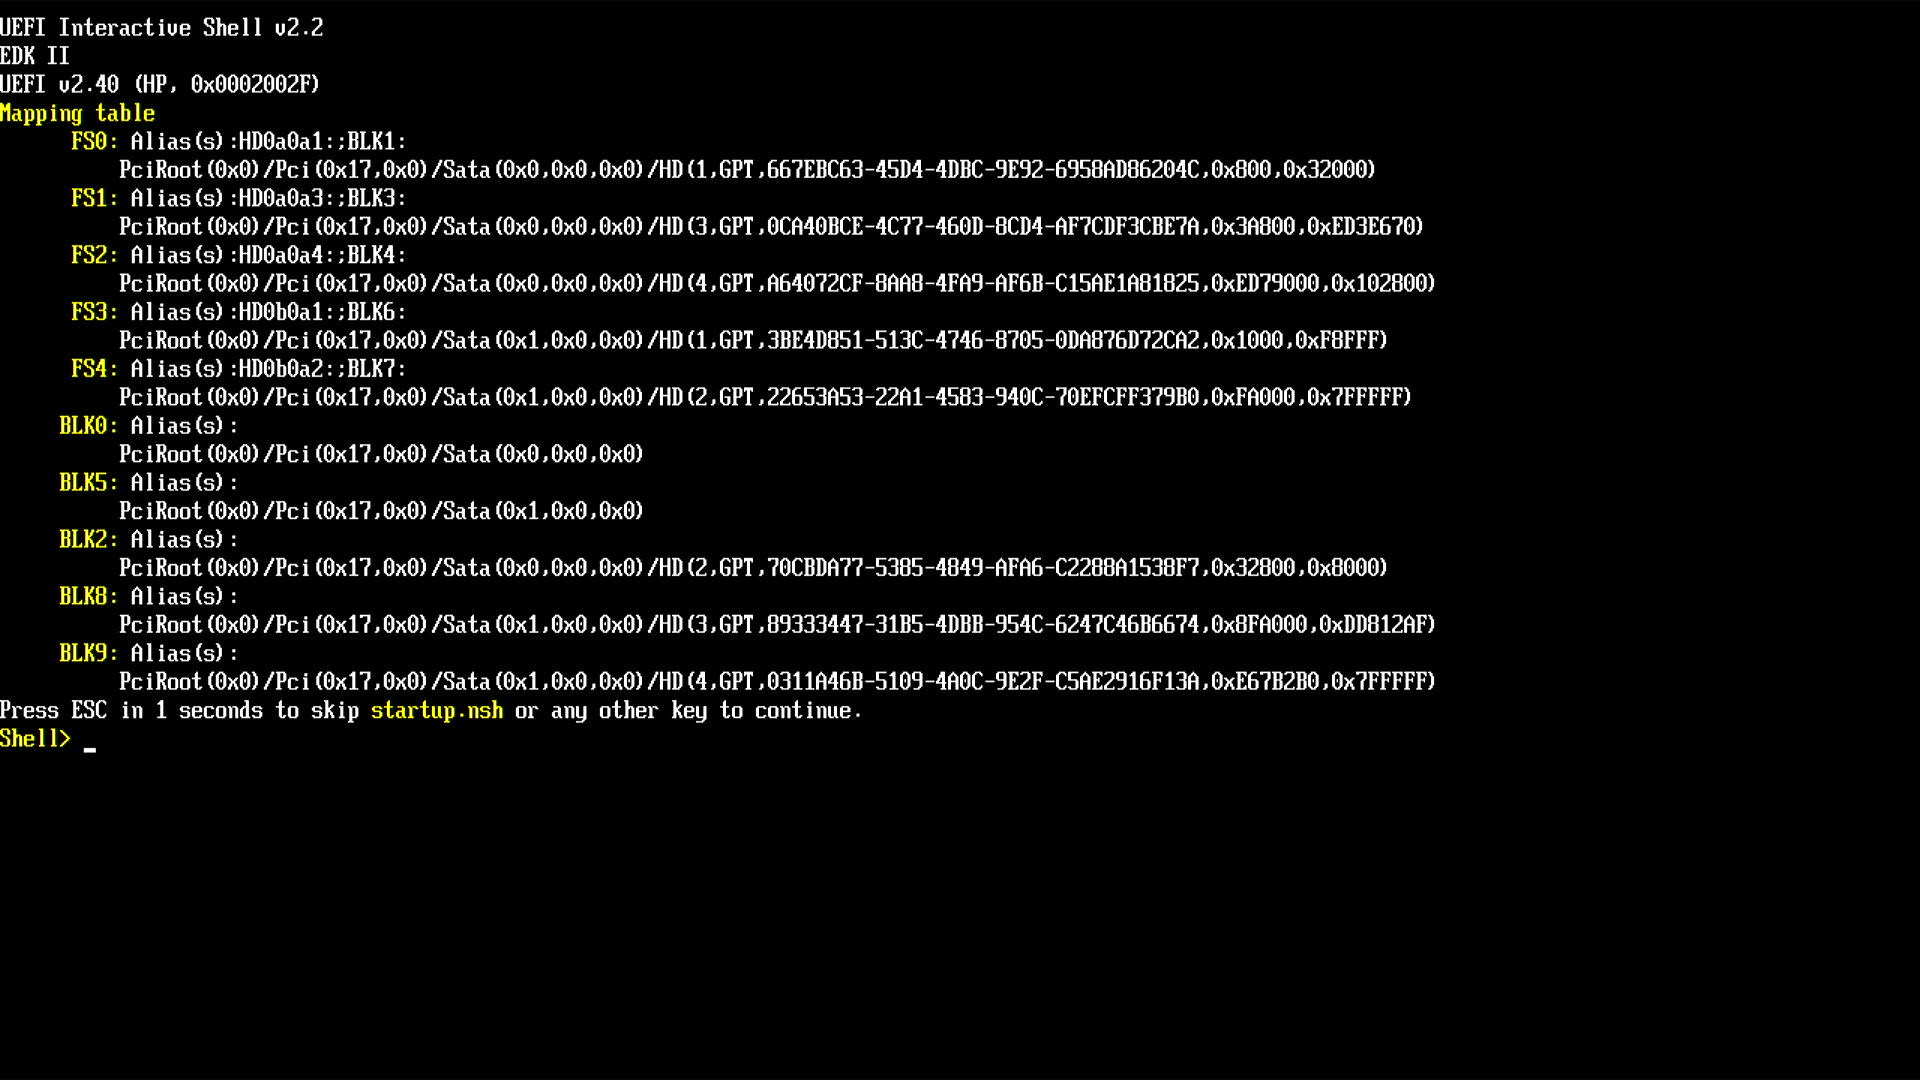 UEFI Interactive Shell v2.2
EDK II
UEFI v2.40 (HP, 0x0002002F)
Mapping table
FS0: Alias(s):HD0a0a1:;BLK1:
PciRoot(0x0)/Pci(0x17,0x0)/Sata(0x0,0x0,0x0)/HD(1,GPT,667EBC63-45D4-4DBC-9E92-6958AD86204C,0x800,0x32000)
FS1: Alias(s):HD0a0a3:;BLK3:
PciRoot(0x0)/Pci(0x17,0x0)/Sata(0x0,0x0,0x0)/HD(3,GPT,0CA40BCE-4C77-460D-8CD4-AF7CDF3CBE7A,0x3A800,0xED3E670)
FS2: Alias(s):HD0a0a4:;BLK4:
PciRoot(0x0)/Pci(0x17,0x0)/Sata(0x0,0x0,0x0)/HD(4,GPT,A64072CF-8AA8-4FA9-AF6B-C15AE1A81825,0xED79000,0x102800)
FS3: Alias(s):HD0b0a1:;BLK6:
PciRoot(0x0)/Pci(0x17,0x0)/Sata(0x1,0x0,0x0)/HD(1,GPT,3BE4D851-513C-4746-8705-0DA876D72CA2,0x1000,0xF8FFF)
FS4: Alias(s):HD0b0a2:;BLK7:
PciRoot(0x0)/Pci(0x17,0x0)/Sata(0x1,0x0,0x0)/HD(2,GPT,22653A53-22A1-4583-940C-70EFCFF379B0,0xFA000,0x7FFFFF)
BLK0: Alias(s):
PciRoot(0x0)/Pci(0x17,0x0)/Sata(0x0,0x0,0x0)
BLK5: Alias(s):
PciRoot(0x0)/Pci(0x17,0x0)/Sata(0x1,0x0,0x0)
BLK2: Alias(s):
PciRoot(0x0)/Pci(0x17,0x0)/Sata(0x0,0x0,0x0)/HD(2,GPT,70CBDA77-5385-4849-AFA6-C2288A1538F7,0x32800,0x8000)
BLK8: Alias(s):
PciRoot(0x0)/Pci(0x17,0x0)/Sata(0x1,0x0,0x0)/HD(3,GPT,89333447-31B5-4DBB-954C-6247C46B6674,0x8FA000,0xDD812AF)
BLK9: Alias(s):
PciRoot(0x0)/Pci(0x17,0x0)/Sata(0x1,0x0,0x0)/HD(4,GPT,0311A46B-5109-4A0C-9E2F-C5AE2916F13A,0xE67B2B0,0x7FFFFF)
Press ESC in 1 seconds to skip startup.nsh or any other key to continue.
Shell> _